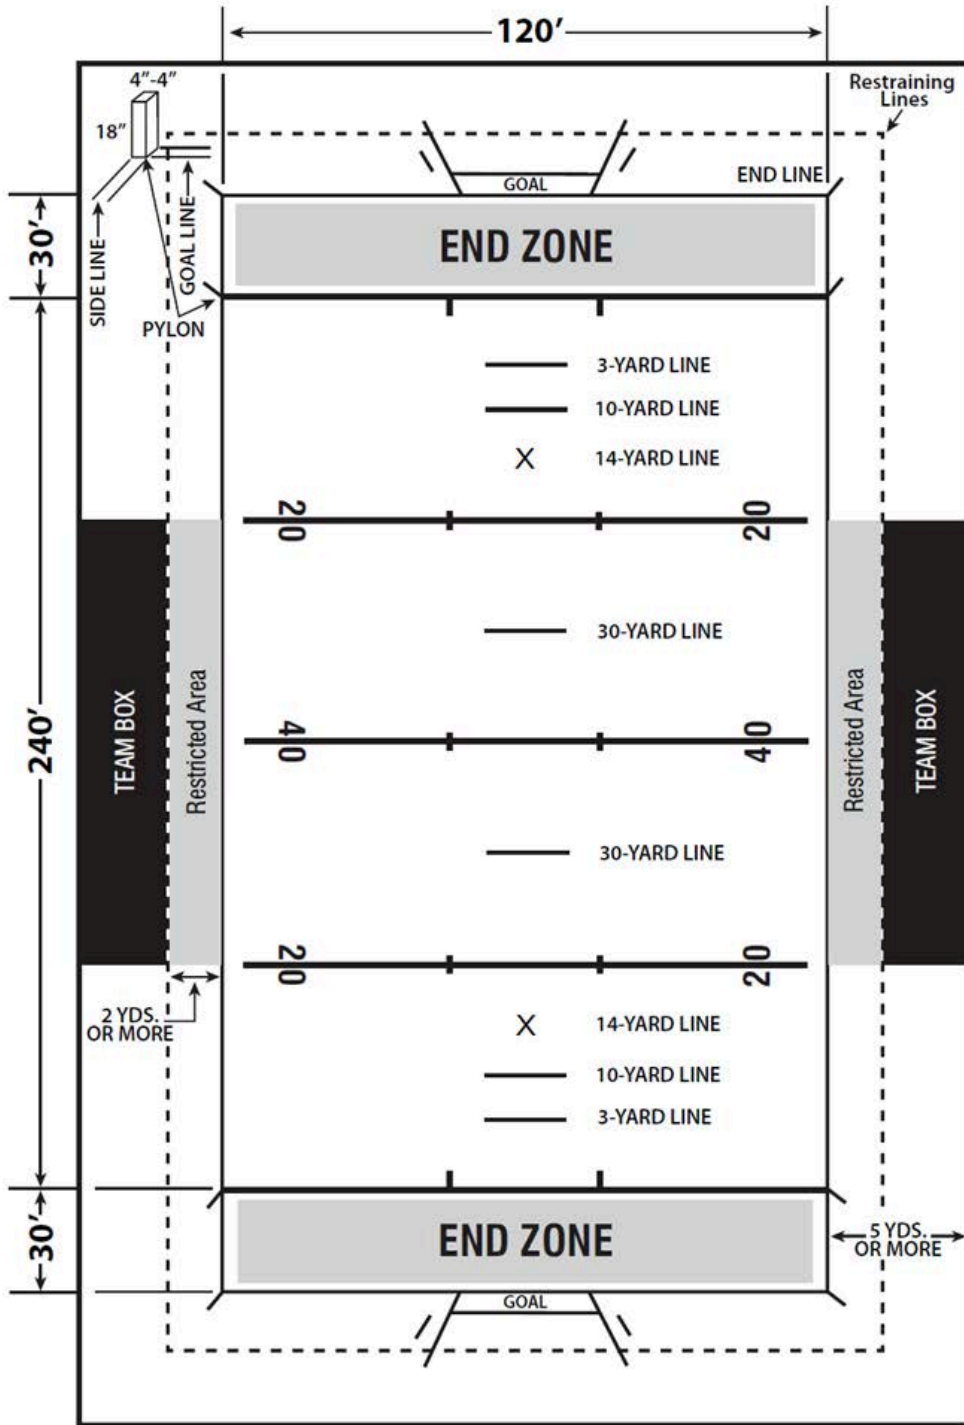 120′
4″-4″
18″
Restraining
Lines
GOAL
END LINE
30′
SIDE LINE
GOAL LINE
END ZONE
PYLON
3-YARD LINE
10-YARD LINE
X 14-YARD LINE
20 20
30-YARD LINE
240′
TEAM BOX
Restricted Area
40 40
Restricted Area
TEAM BOX
30-YARD LINE
20 20
2 YDS.
OR MORE
X 14-YARD LINE
10-YARD LINE
3-YARD LINE
30′
END ZONE
5 YDS.
OR MORE
GOAL